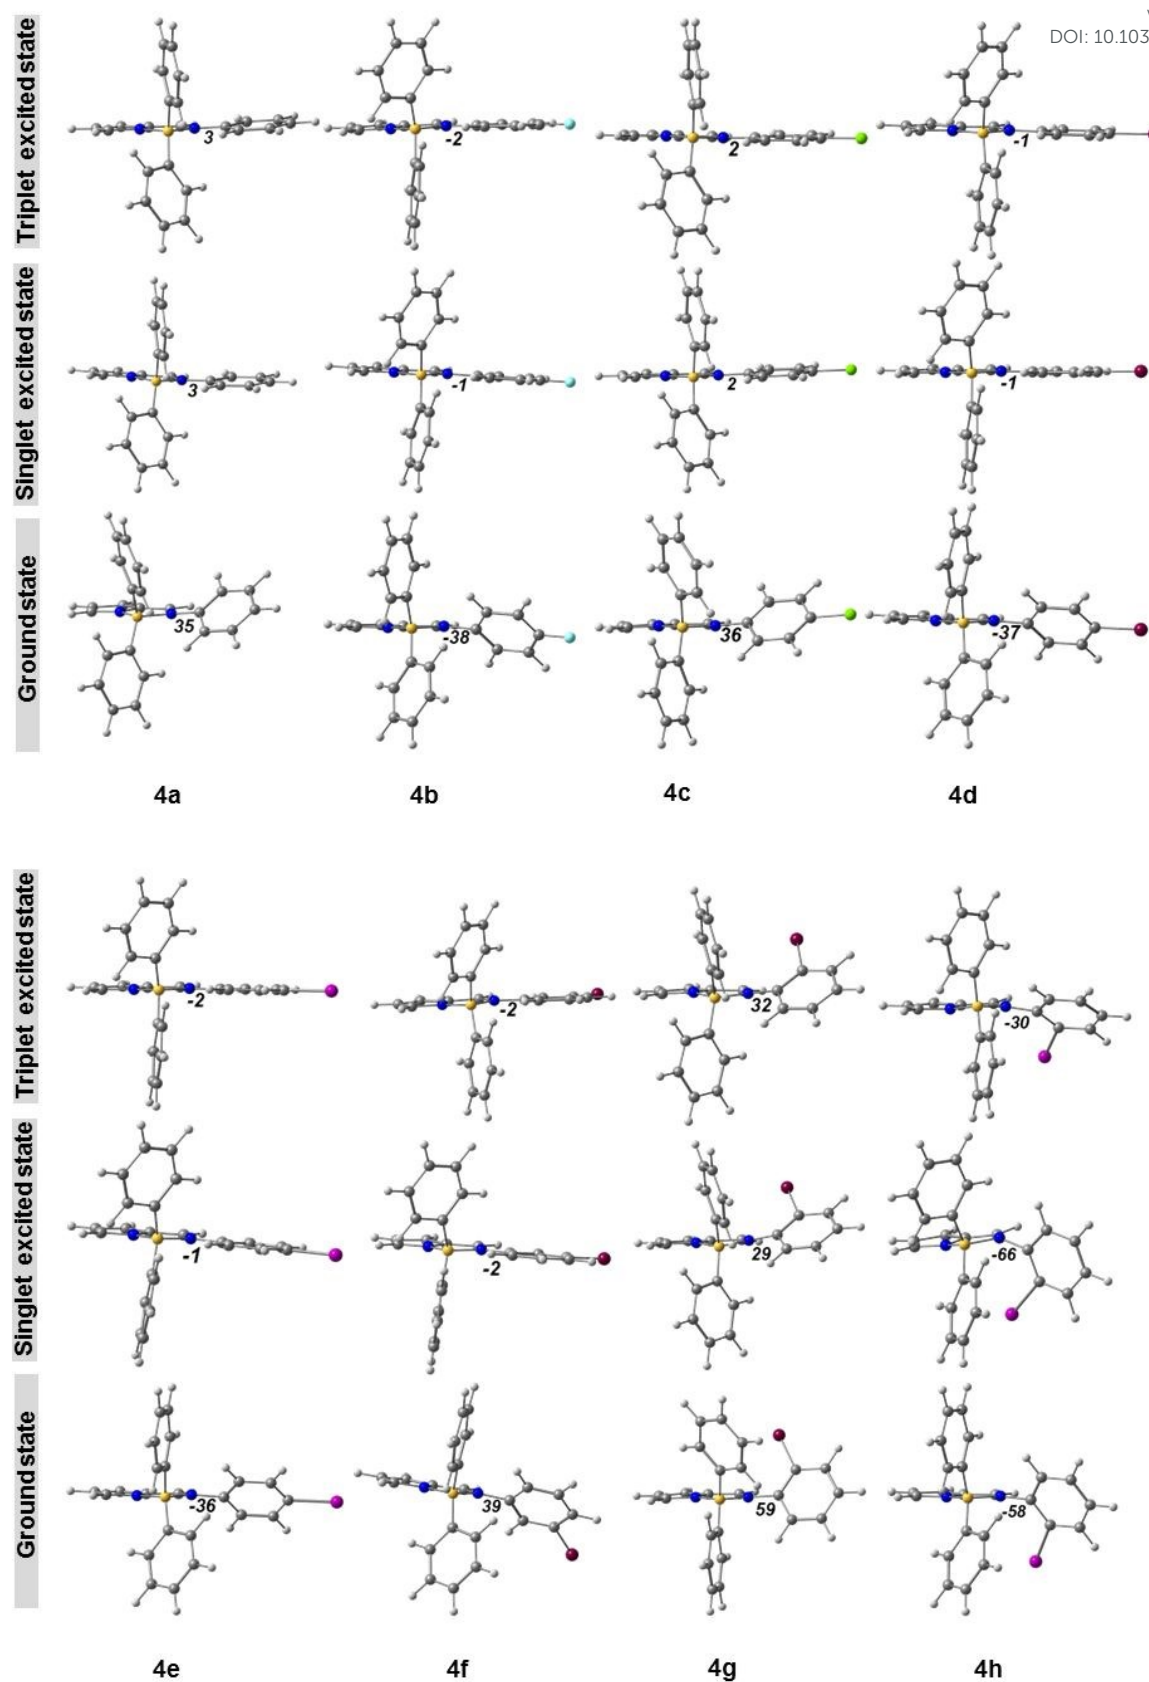 DOI: 10.103
Triplet excited state
3
-2
2
-1
Singlet excited state
3
-1
2
-1
Ground state
35
-38
36
-37
4a
4b
4c
4d
Triplet excited state
-2
-2
32
-30
Singlet excited state
-1
-2
29
-66
Ground state
-36
39
59
-58
4e
4f
4g
4h